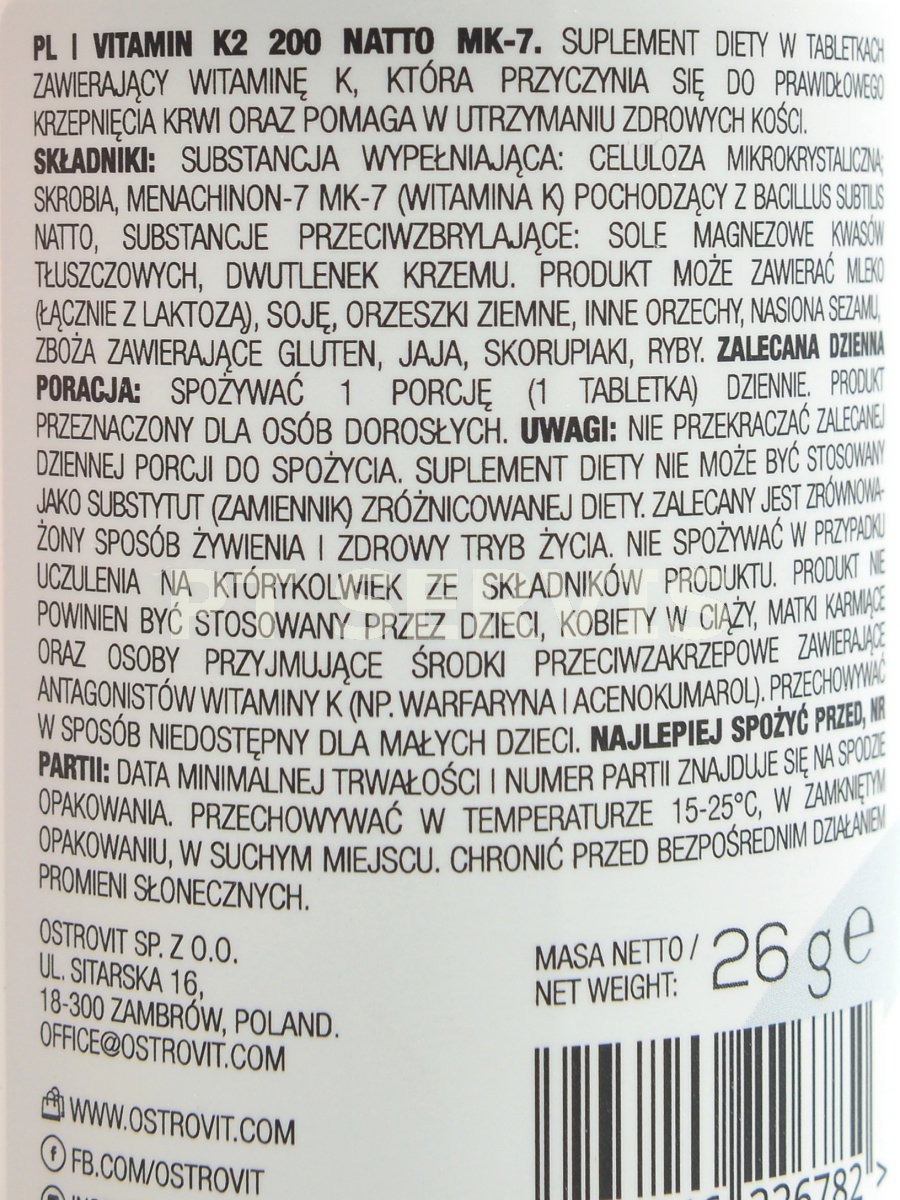 PL | VITAMIN K2 200 NATTO MK-7. SUPLEMENT DIETY W TABLETKACH
ZAWIERAJĄCY WITAMINĘ K, KTÓRA PRZYCZYNIA SIĘ DO PRAWIDŁOWEGO
KRZEPNIĘCIA KRWI ORAZ POMAGA W UTRZYMANIU ZDROWYCH KOŚCI.
SKŁADNIKI: SUBSTANCJA WYPEŁNIAJĄCA: CELULOZA MIKROKRYSTALICZNA;
SKROBIA, MENACHINON-7 MK-7 (WITAMINA K) POCHODZĄCY Z BACILLUS SUBTILIS
NATTO, SUBSTANCJE PRZECIWZBRYLAJĄCE: SOLE MAGNEZOWE KWASÓW
TŁUSZCZOWYCH, DWUTLENEK KRZEMU. PRODUKT MOŻE ZAWIERAĆ MLEKO
(ŁĄCZNIE Z LAKTOZĄ), SOJĘ, ORZESZKI ZIEMNE, INNE ORZECHY, NASIONA SEZAMU,
ZBOŻA ZAWIERAJĄCE GLUTEN, JAJA, SKORUPIAKI, RYBY. ZALECANA DZIENNA
PORACJA: SPOŻYWAĆ 1 PORCJĘ (1 TABLETKA) DZIENNIE. PRODUKT
PRZEZNACZONY DLA OSÓB DOROSŁYCH. UWAGI: NIE PRZEKRACZAĆ ZALECANEJ
DZIENNEJ PORCJI DO SPOŻYCIA. SUPLEMENT DIETY NIE MOŻE BYĆ STOSOWANY
JAKO SUBSTYTUT (ZAMIENNIK) ZRÓŻNICOWANEJ DIETY. ZALECANY JEST ZRÓWNOWA-
ŻONY SPOSÓB ŻYWIENIA I ZDROWY TRYB ŻYCIA. NIE SPOŻYWAĆ W PRZYPADKU
UCZULENIA NA KTÓRYKOLWIEK ZE SKŁADNIKÓW PRODUKTU. PRODUKT NIE
POWINIEN BYĆ STOSOWANY PRZEZ DZIECI, KOBIETY W CIĄŻY, MATKI KARMIĄCE
ORAZ OSOBY PRZYJMUJĄCE ŚRODKI PRZECIWZAKRZEPOWE ZAWIERAJĄCE
ANTAGONISTÓW WITAMINY K (NP. WARFARYNA I ACENOKUMAROL). PRZECHOWYWAĆ
W SPOSÓB NIEDOSTĘPNY DLA MAŁYCH DZIECI. NAJLEPIEJ SPOŻYĆ PRZED, NR
PARTII: DATA MINIMALNEJ TRWAŁOŚCI I NUMER PARTII ZNAJDUJE SIĘ NA SPODZIE
OPAKOWANIA. PRZECHOWYWAĆ W TEMPERATURZE 15-25°C, W ZAMKNIĘTYM
OPAKOWANIU, W SUCHYM MIEJSCU. CHRONIĆ PRZED BEZPOŚREDNIM DZIAŁANIEM
PROMIENI SŁONECZNYCH.
OSTROVIT SP. Z O.O.
UL. SITARSKA 16,
18-300 ZAMBRÓW, POLAND.
OFFICE@OSTROVIT.COM
WWW.OSTROVIT.COM
FB.COM/OSTROVIT
MASA NETTO /
NET WEIGHT:
26 g e